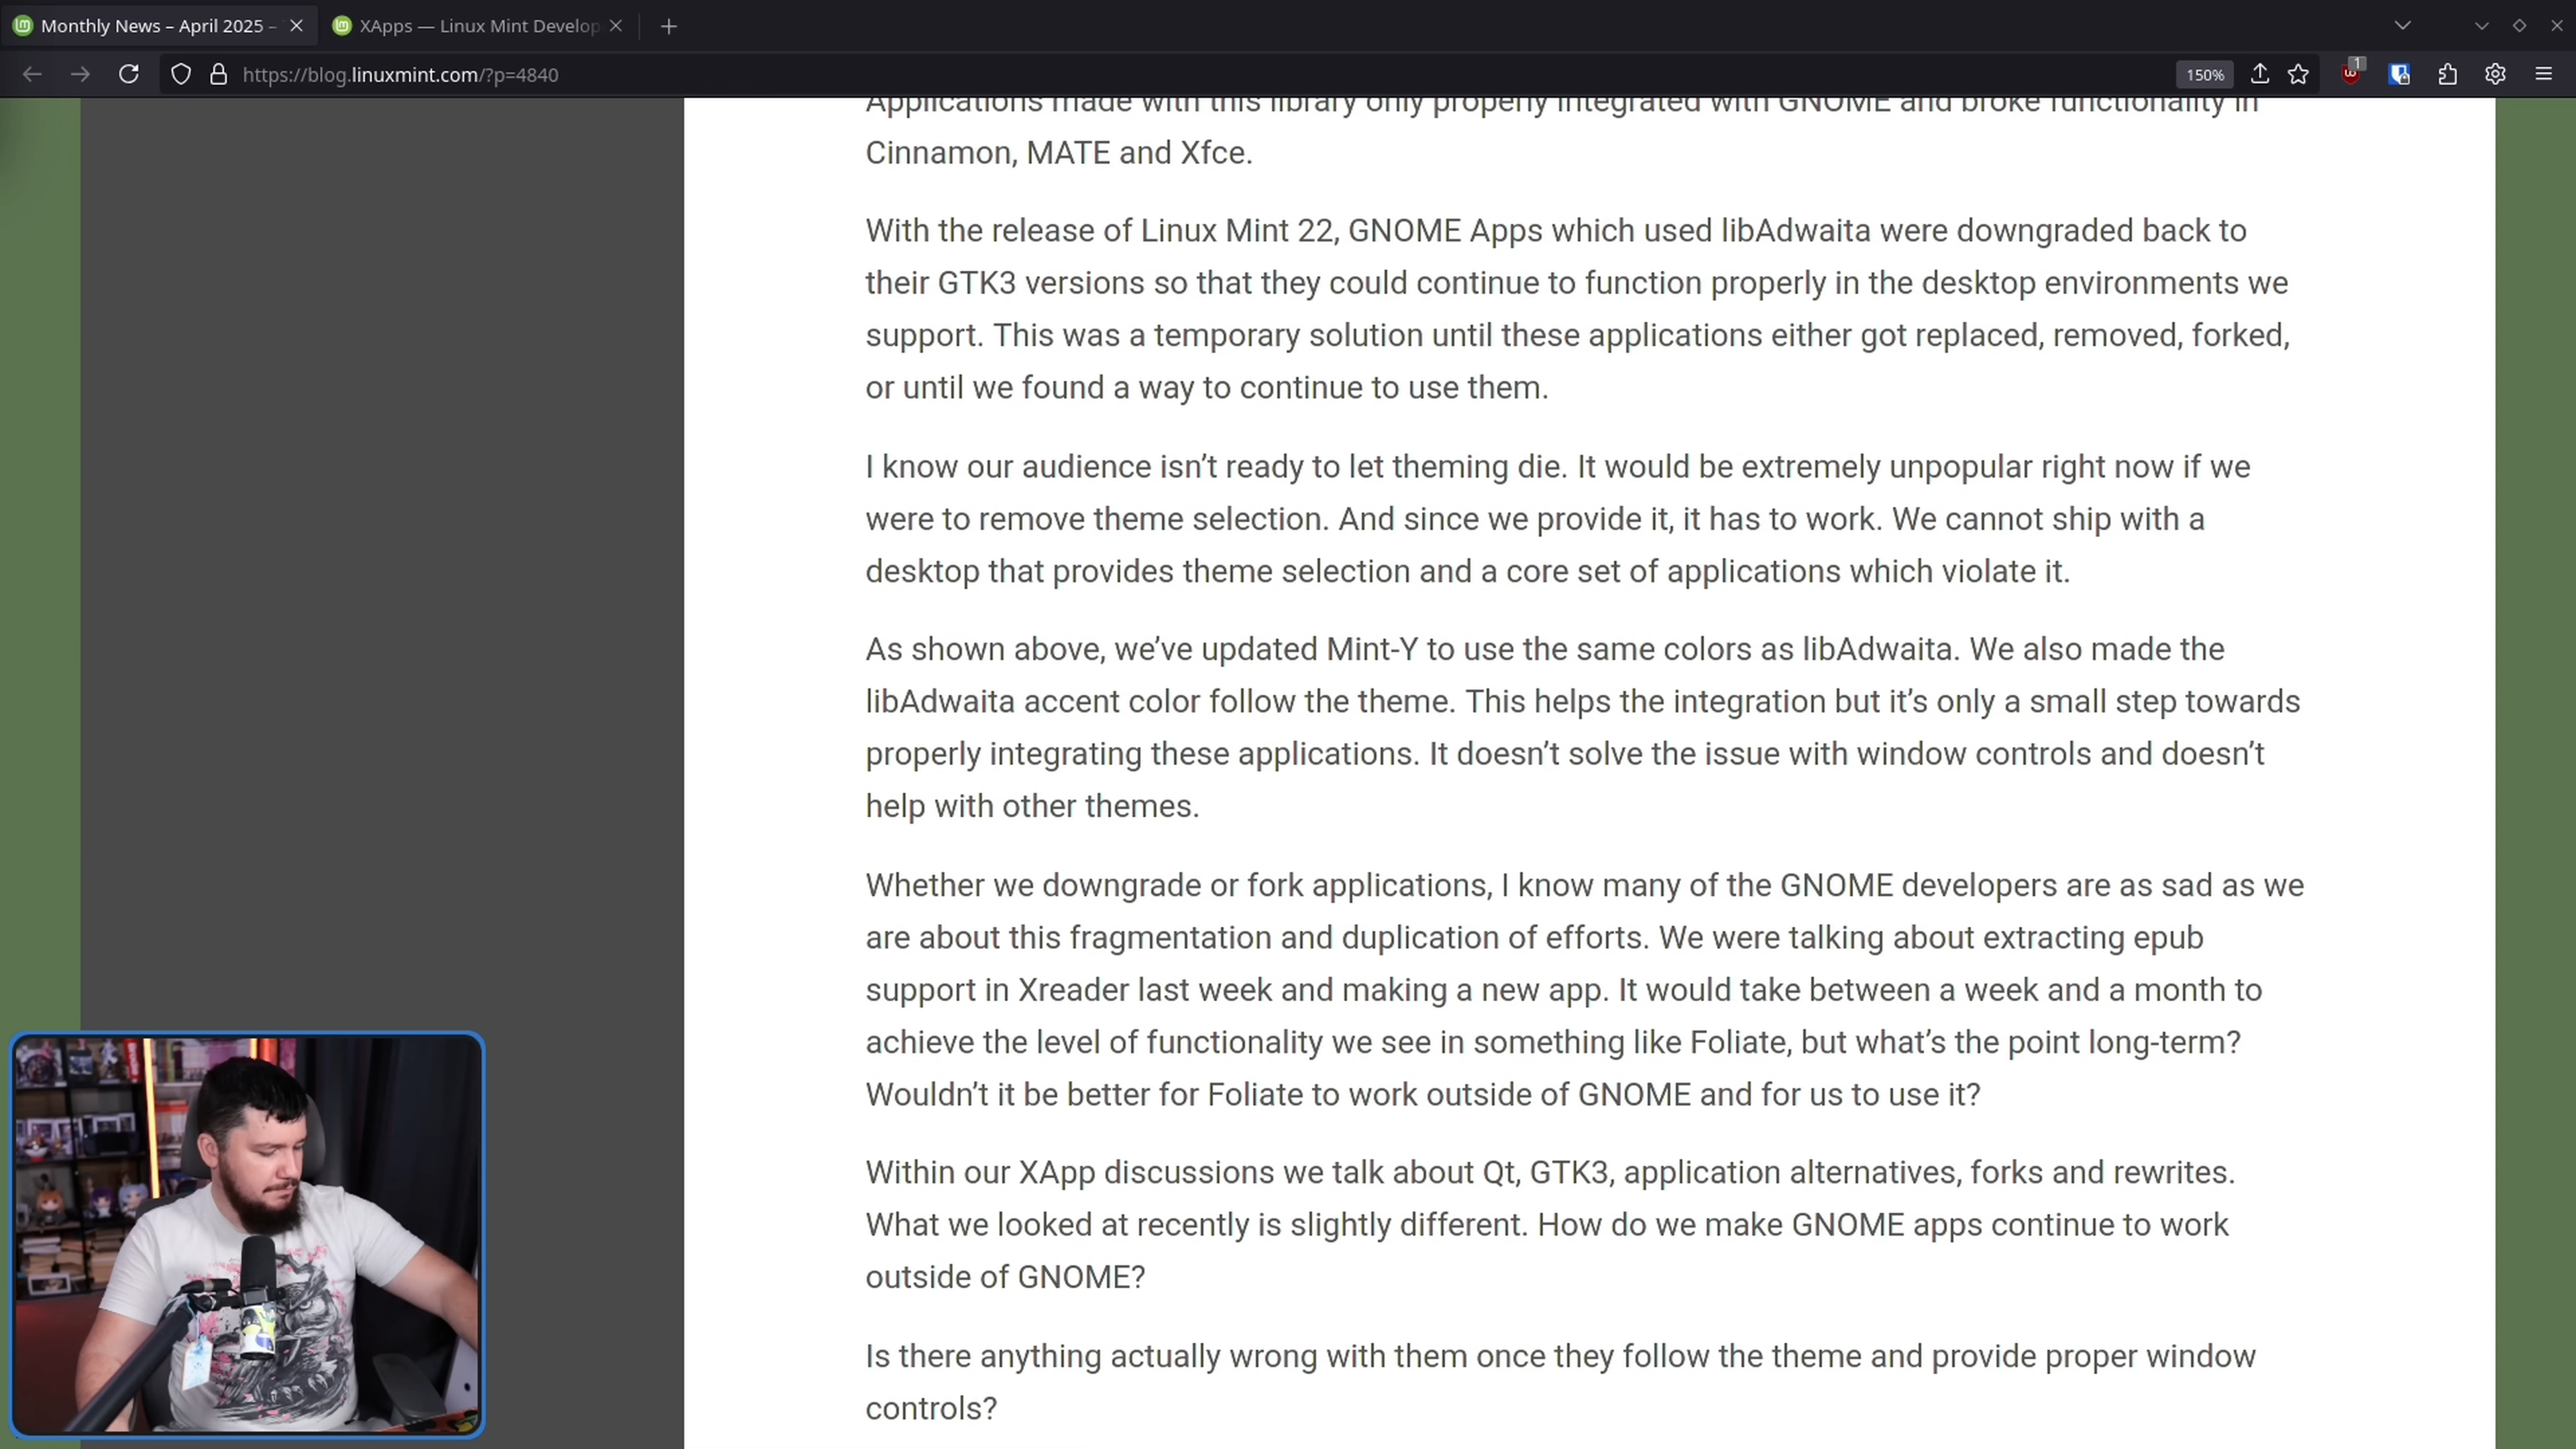 Monthly News – April 2025 –
XApps — Linux Mint Develop
https://blog.linuxmint.com/?p=4840
150%
1
Applications made with this library only properly integrated with GNOME and broke functionality in
Cinnamon, MATE and Xfce.
With the release of Linux Mint 22, GNOME Apps which used libAdwaita were downgraded back to
their GTK3 versions so that they could continue to function properly in the desktop environments we
support. This was a temporary solution until these applications either got replaced, removed, forked,
or until we found a way to continue to use them.
I know our audience isn’t ready to let theming die. It would be extremely unpopular right now if we
were to remove theme selection. And since we provide it, it has to work. We cannot ship with a
desktop that provides theme selection and a core set of applications which violate it.
As shown above, we’ve updated Mint-Y to use the same colors as libAdwaita. We also made the
libAdwaita accent color follow the theme. This helps the integration but it’s only a small step towards
properly integrating these applications. It doesn’t solve the issue with window controls and doesn’t
help with other themes.
Whether we downgrade or fork applications, I know many of the GNOME developers are as sad as we
are about this fragmentation and duplication of efforts. We were talking about extracting epub
support in Xreader last week and making a new app. It would take between a week and a month to
achieve the level of functionality we see in something like Foliate, but what’s the point long-term?
Wouldn’t it be better for Foliate to work outside of GNOME and for us to use it?
Within our XApp discussions we talk about Qt, GTK3, application alternatives, forks and rewrites.
What we looked at recently is slightly different. How do we make GNOME apps continue to work
outside of GNOME?
Is there anything actually wrong with them once they follow the theme and provide proper window
controls?